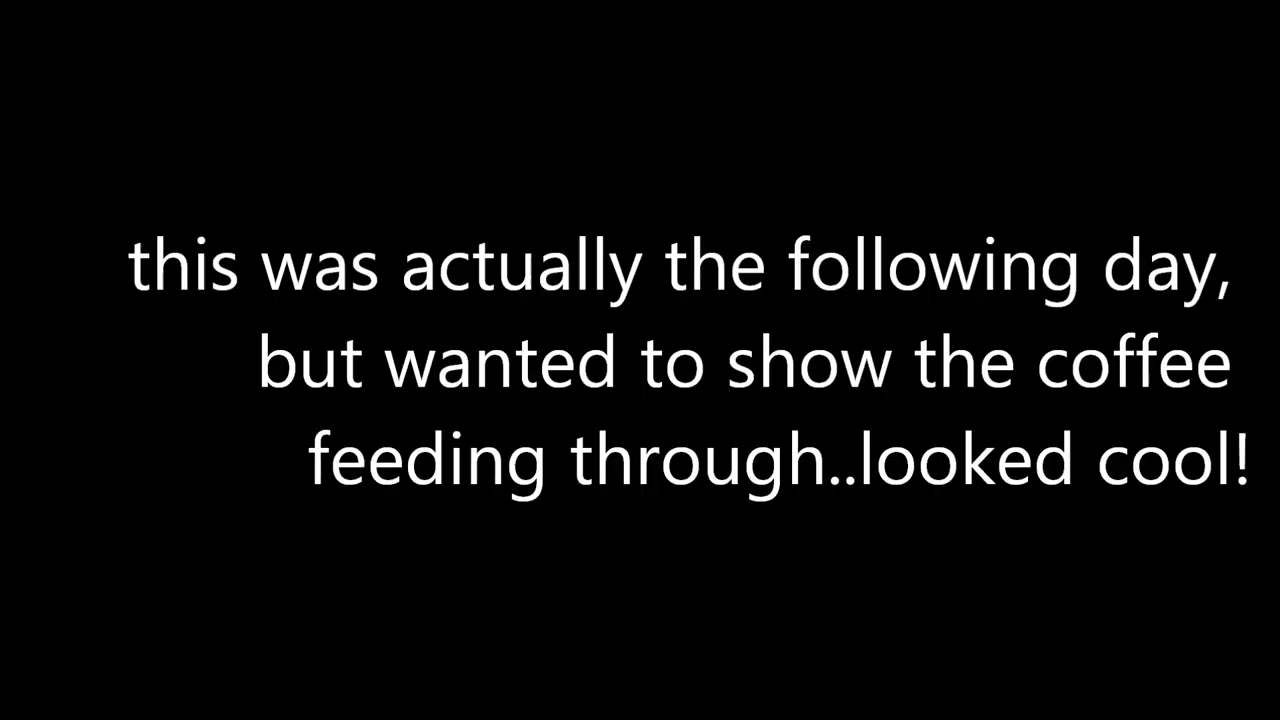 this was actually the following day,
but wanted to show the coffee
feeding through..looked cool!